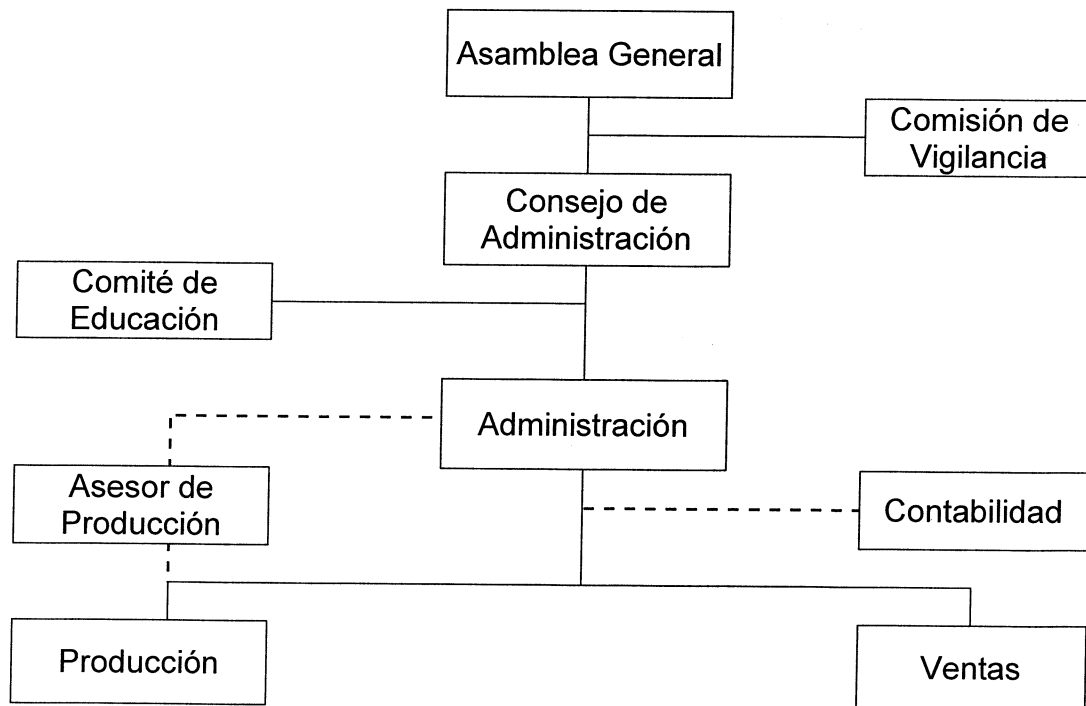 Asamblea General
Comisión de
Vigilancia
Consejo de
Administración
Comité de
Educación
Administración
Asesor de
Producción
Contabilidad
Producción
Ventas